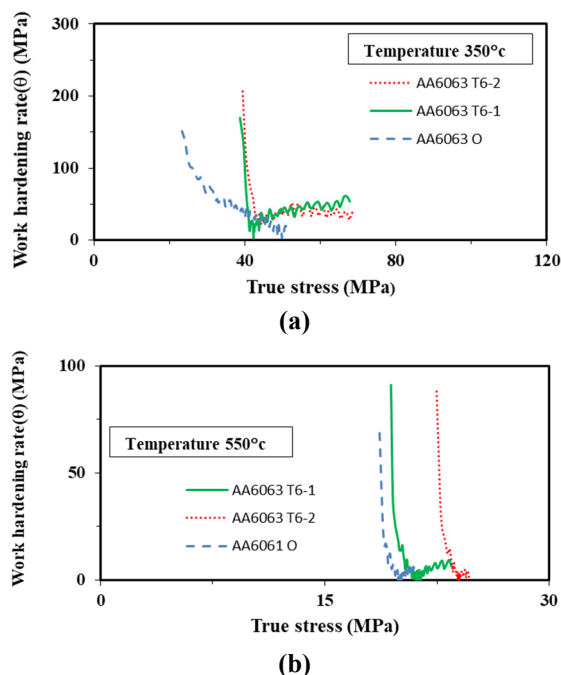 Work hardening rate(θ) (MPa)
300
200
100
0
Temperature 350°c
AA6063 T6-2
AA6063 T6-1
AA6063 O
0 40 80 120
True stress (MPa)
(a)
Work hardening rate(θ) (MPa)
100
50
0
Temperature 550°c
AA6063 T6-1
AA6063 T6-2
AA6061 O
0 15 30
True stress (MPa)
(b)